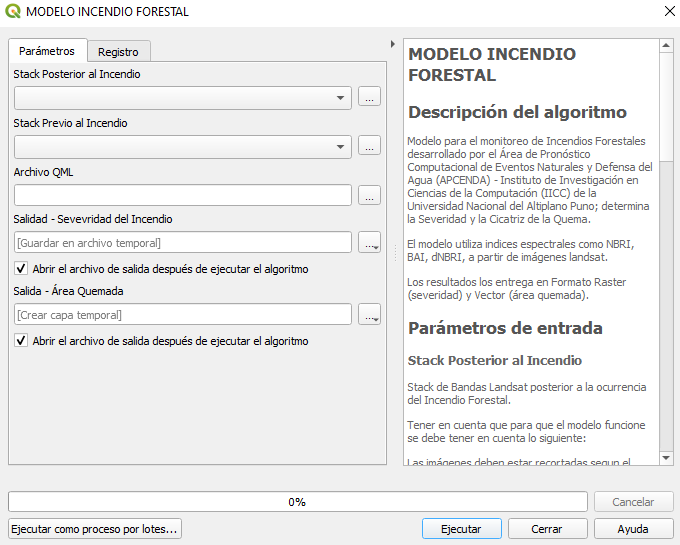 MODELO INCENDIO FORESTAL
Parámetros
Registro
Stack Posterior al Incendio
...
Stack Previo al Incendio
...
Archivo QML
...
Salidad - Sevevridad del Incendio
[Guardar en archivo temporal]
...
Abrir el archivo de salida después de ejecutar el algoritmo
Salida - Área Quemada
[Crear capa temporal]
...
Abrir el archivo de salida después de ejecutar el algoritmo
MODELO INCENDIO
FORESTAL
Descripción del algoritmo
Modelo para el monitoreo de Incendios Forestales
desarrollado por el Área de Pronóstico
Computacional de Eventos Naturales y Defensa del
Agua (APCENDA) - Instituto de Investigación en
Ciencias de la Computación (IICC) de la
Universidad Nacional del Altiplano Puno; determina
la Severidad y la Cicatriz de la Quema.
El modelo utiliza indices espectrales como NBRI,
BAI, dNBRI, a partir de imágenes landsat.
Los resultados los entrega en Formato Raster
(severidad) y Vector (área quemada).
Parámetros de entrada
Stack Posterior al Incendio
Stack de Bandas Landsat posterior a la ocurrencia
del Incendio Forestal.
Tener en cuenta que para que el modelo funcione
se debe tener en cuenta lo siguiente:
Las imágenes deben estar recortadas segun el
0%
Cancelar
Ejecutar como proceso por lotes...
Ejecutar
Cerrar
Ayuda